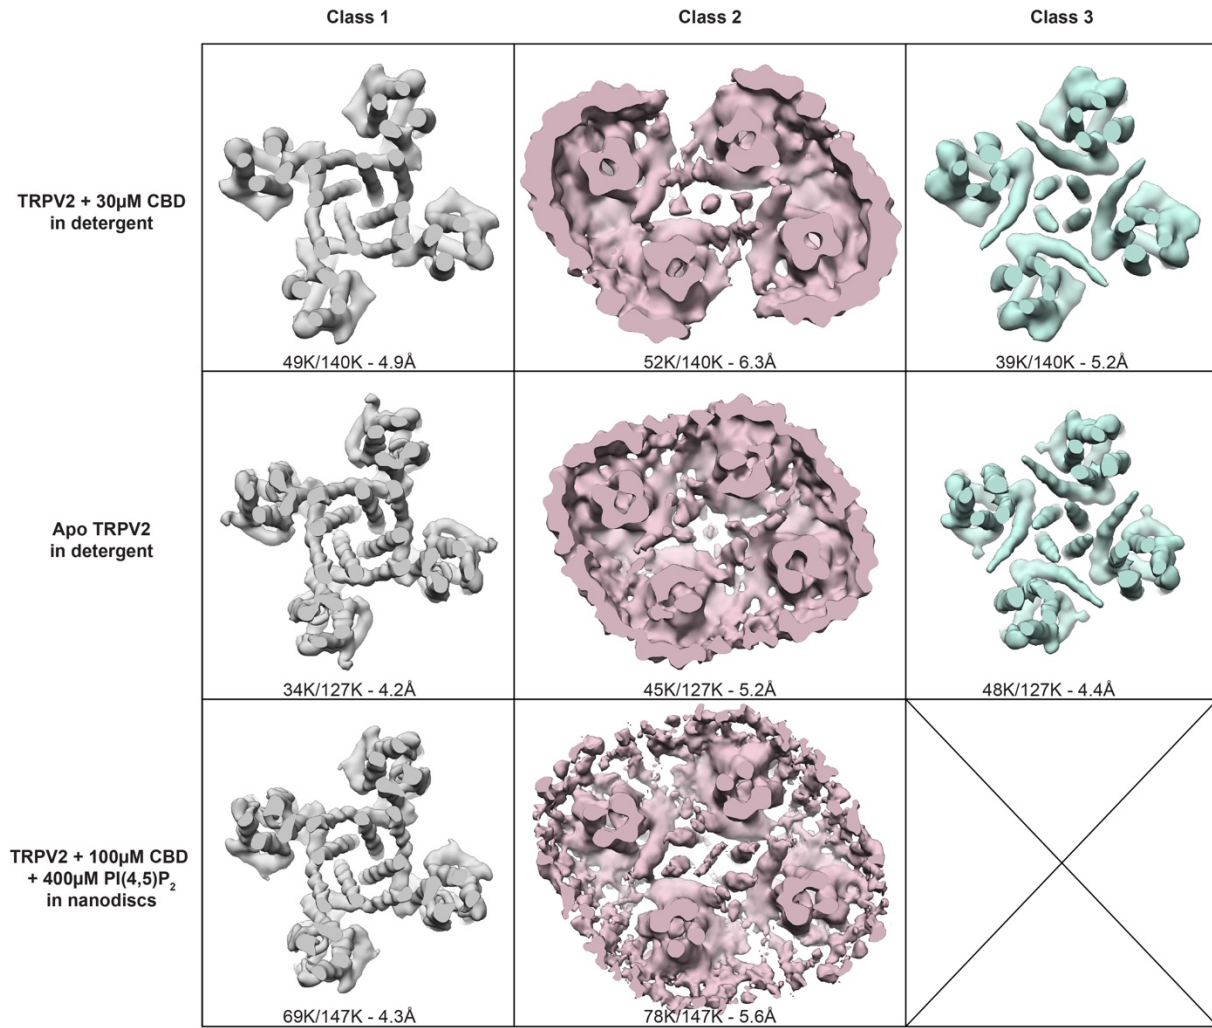 Class 1 Class 2 Class 3
TRPV2 + 30µM CBD
in detergent
49K/140K - 4.9Å 52K/140K - 6.3Å 39K/140K - 5.2Å
Apo TRPV2
in detergent
34K/127K - 4.2Å 45K/127K - 5.2Å 48K/127K - 4.4Å
TRPV2 + 100µM CBD
+ 400µM PI(4,5)P₂
in nanodiscs
69K/147K - 4.3Å 78K/147K - 5.6Å